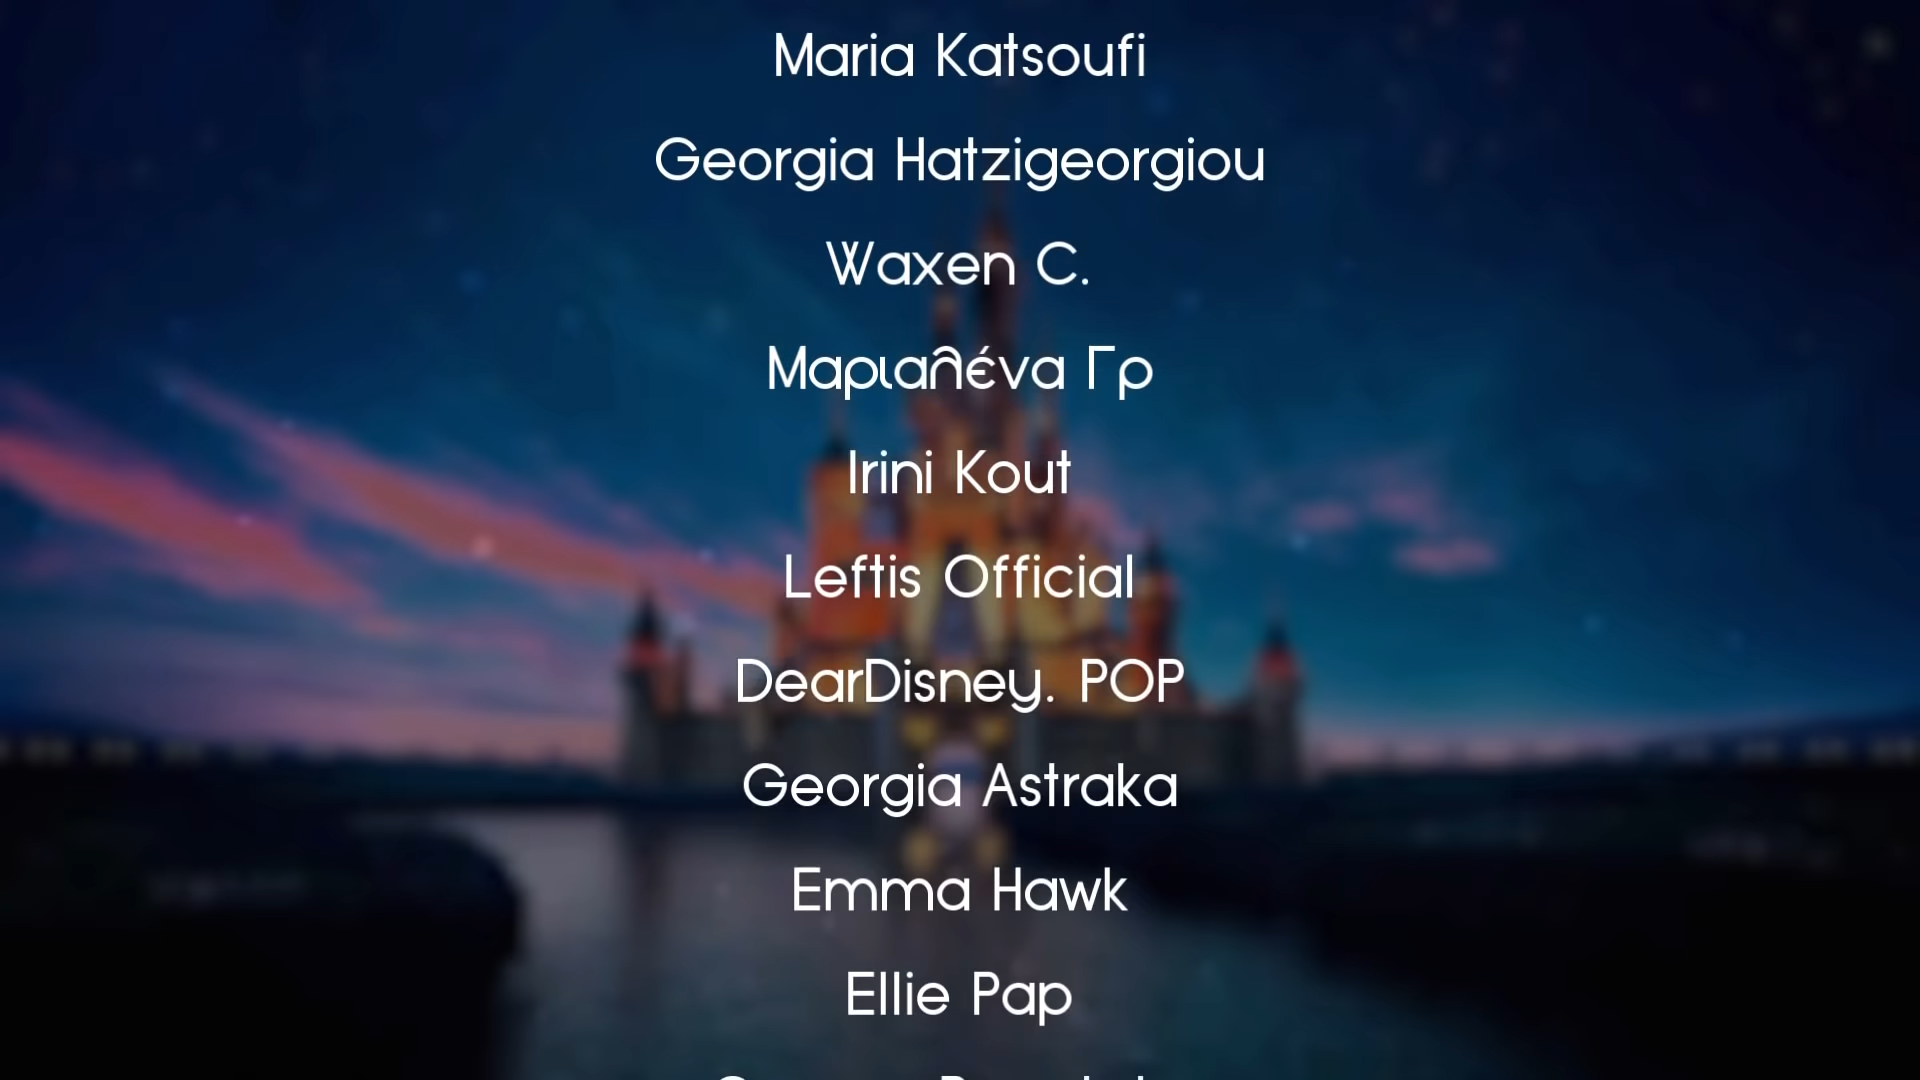 Maria Katsoufi
Georgia Hatzigeorgiou
Waxen C.
Μαριαλένα Γρ
Irini Kout
Leftis Official
DearDisney. POP
Georgia Astraka
Emma Hawk
Ellie Pap